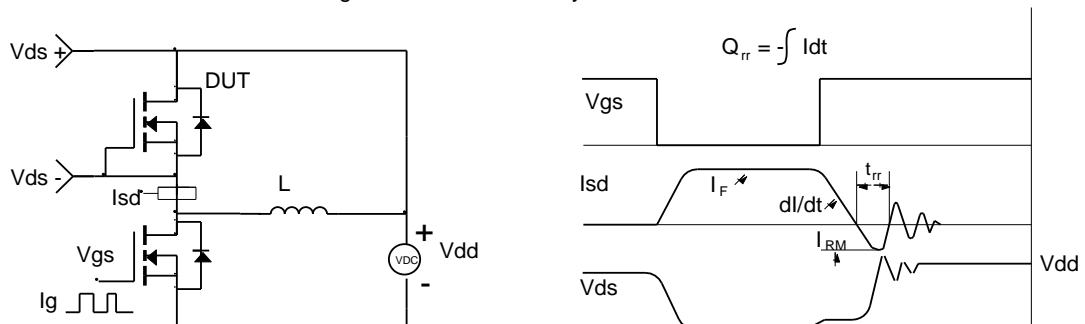 Vds +
DUT
Vds -
Isd
L
Vgs
Ig
VDC
+
-
Vdd
Qrr = -∫ Idt
Vgs
Isd
IF
dI/dt
trr
IRM
Vds
Vdd